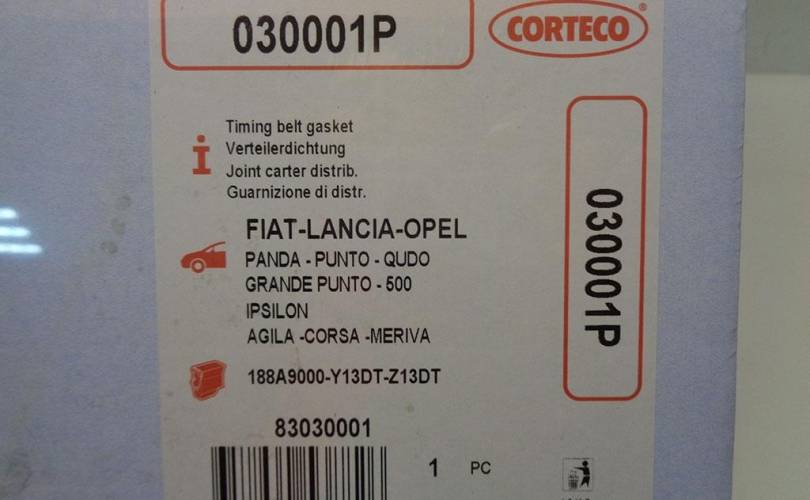 030001P
CORTECO
Timing belt gasket
Verteilerdichtung
Joint carter distrib.
Guarnizione di distr.
FIAT-LANCIA-OPEL
PANDA - PUNTO - QUDO
GRANDE PUNTO - 500
IPSILON
AGILA -CORSA -MERIVA
188A9000-Y13DT-Z13DT
83030001
1 PC
030001P